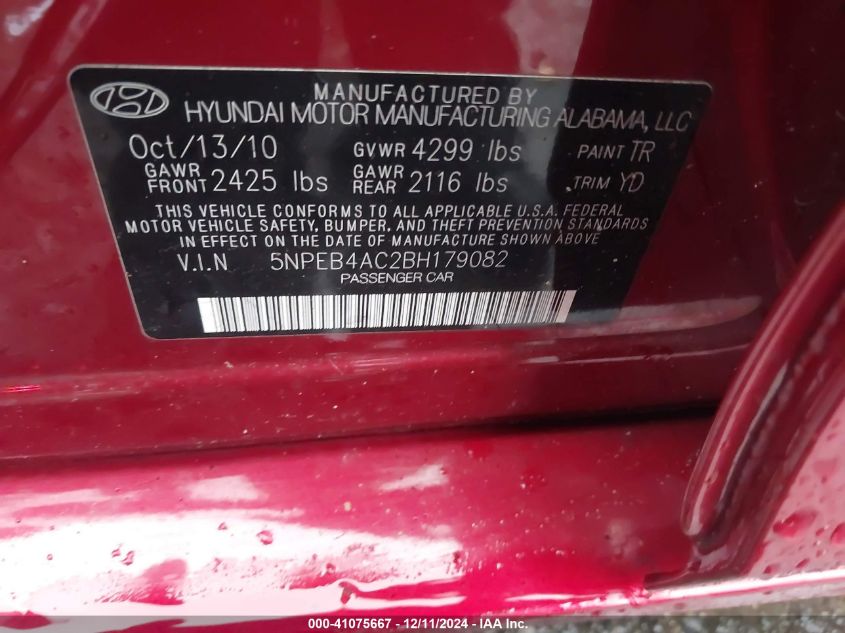 MANUFACTURED BY
HYUNDAI MOTOR MANUFACTURING ALABAMA, LLC
Oct/13/10 GVWR 4299 lbs PAINT TR
GAWR FRONT 2425 lbs GAWR REAR 2116 lbs TRIM YD
THIS VEHICLE CONFORMS TO ALL APPLICABLE U.S.A. FEDERAL
MOTOR VEHICLE SAFETY, BUMPER, AND THEFT PREVENTION STANDARDS
IN EFFECT ON THE DATE OF MANUFACTURE SHOWN ABOVE.
V.I.N 5NPEB4AC2BH179082
PASSENGER CAR
000-41075667 - 12/11/2024 - IAA Inc.